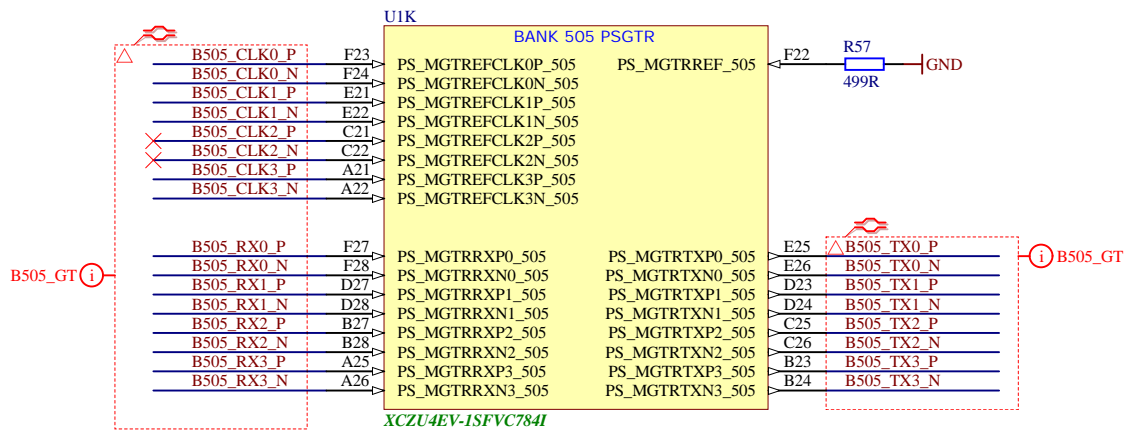 U1K
BANK 505 PSGTR
B505_CLK0_P F23 PS_MGTREFCLK0P_505 PS_MGTRREF_505 F22 R57 GND
499R
B505_CLK0_N F24 PS_MGTREFCLK0N_505
B505_CLK1_P E21 PS_MGTREFCLK1P_505
B505_CLK1_N E22 PS_MGTREFCLK1N_505
B505_CLK2_P C21 PS_MGTREFCLK2P_505
B505_CLK2_N C22 PS_MGTREFCLK2N_505
B505_CLK3_P A21 PS_MGTREFCLK3P_505
B505_CLK3_N A22 PS_MGTREFCLK3N_505
B505_RX0_P F27 PS_MGTRRXP0_505 PS_MGTRTXP0_505 E25 B505_TX0_P
B505_GT i B505_RX0_N F28 PS_MGTRRXN0_505 PS_MGTRTXN0_505 E26 B505_TX0_N i B505_GT
B505_RX1_P D27 PS_MGTRRXP1_505 PS_MGTRTXP1_505 D23 B505_TX1_P
B505_RX1_N D28 PS_MGTRRXN1_505 PS_MGTRTXN1_505 D24 B505_TX1_N
B505_RX2_P B27 PS_MGTRRXP2_505 PS_MGTRTXP2_505 C25 B505_TX2_P
B505_RX2_N B28 PS_MGTRRXN2_505 PS_MGTRTXN2_505 C26 B505_TX2_N
B505_RX3_P A25 PS_MGTRRXP3_505 PS_MGTRTXP3_505 B23 B505_TX3_P
B505_RX3_N A26 PS_MGTRRXN3_505 PS_MGTRTXN3_505 B24 B505_TX3_N
XCZU4EV-1SFVC784I